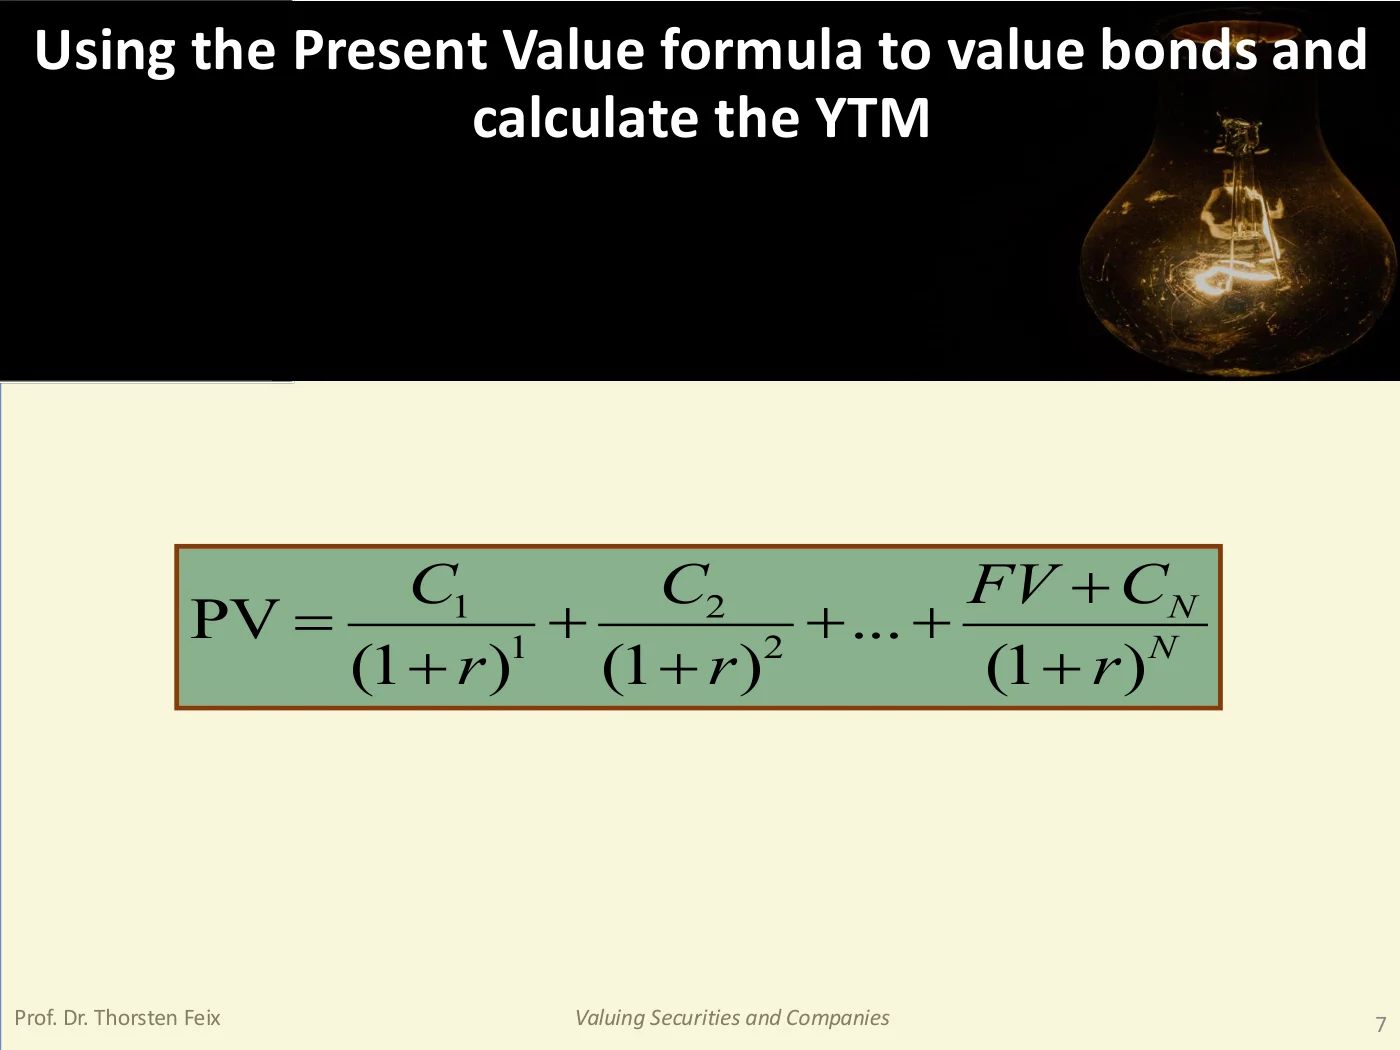 Using the Present Value formula to value bonds and
calculate the YTM
PV = C₁/(1+r)¹ + C₂/(1+r)² + ... + (FV + C_N)/(1+r)^N
Prof. Dr. Thorsten Feix
Valuing Securities and Companies
7